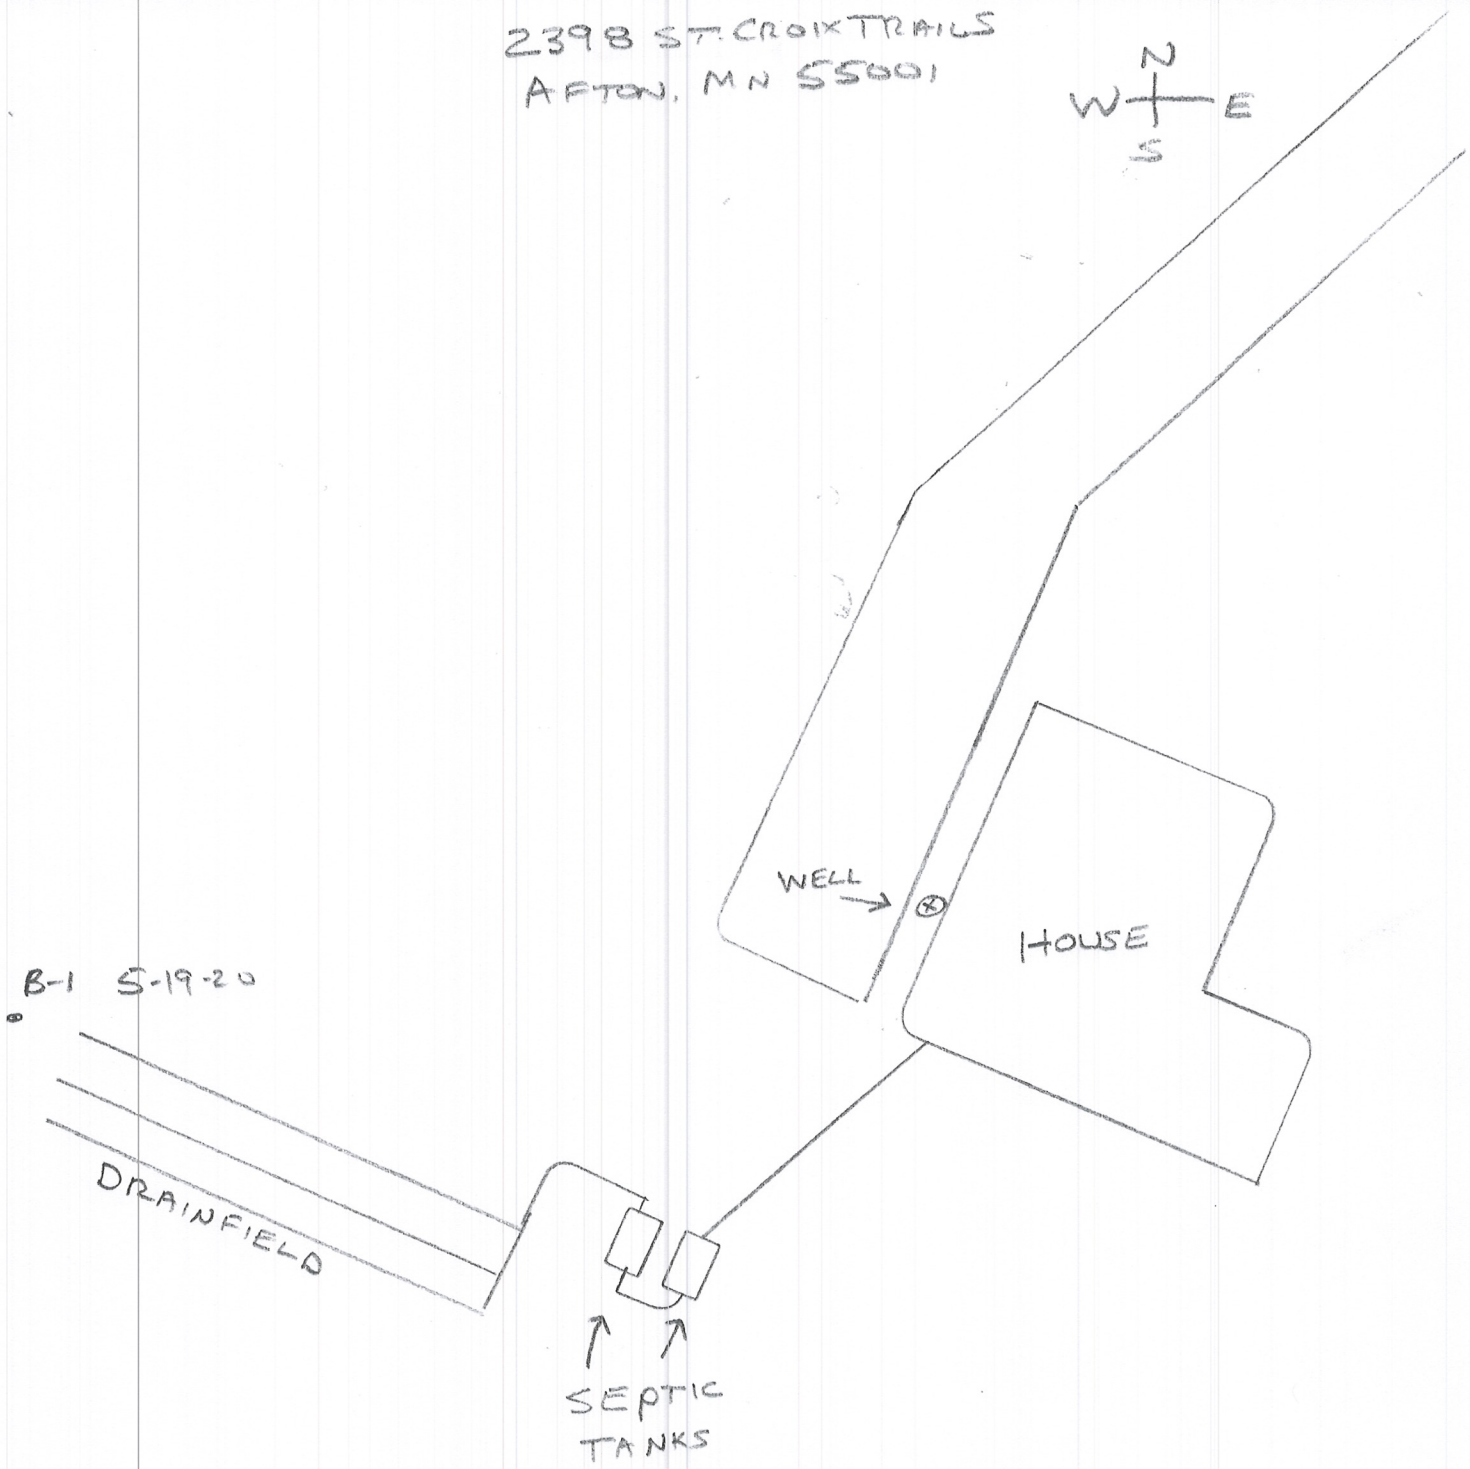 2398 ST. CROIX TRAILS
AFTON, MN 55001
N
W E
S
WELL
HOUSE
B-1 5-19-20
DRAINFIELD
SEPTIC
TANKS